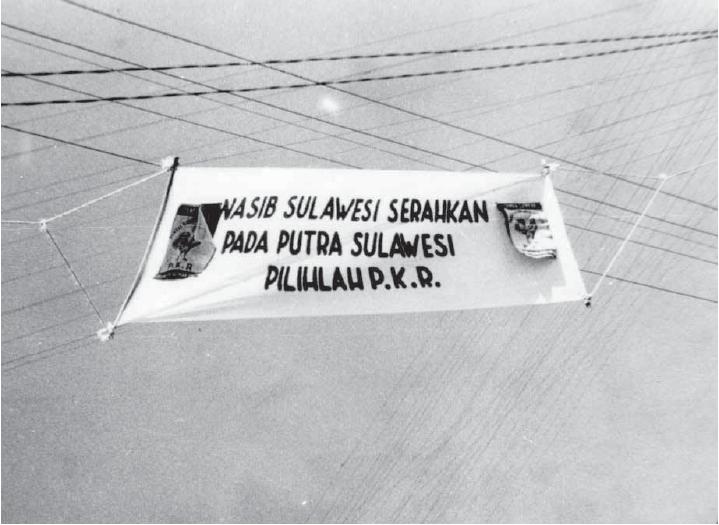 NASIB SULAWESI SERAHKAN
PADA PUTRA SULAWESI
PILIHLAH P.K.R.
P.K.R